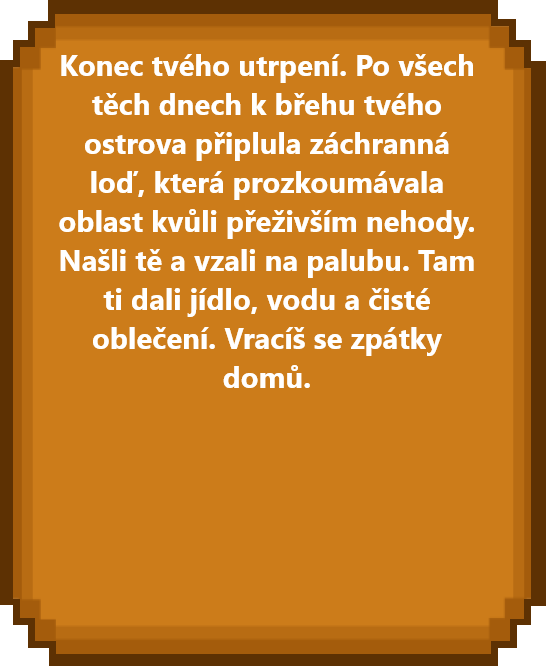 Konec tvého utrpení. Po všech
těch dnech k břehu tvého
ostrova připlula záchranná
loď, která prozkoumávala
oblast kvůli přeživším nehody.
Našli tě a vzali na palubu. Tam
ti dali jídlo, vodu a čisté
oblečení. Vracíš se zpátky
domů.